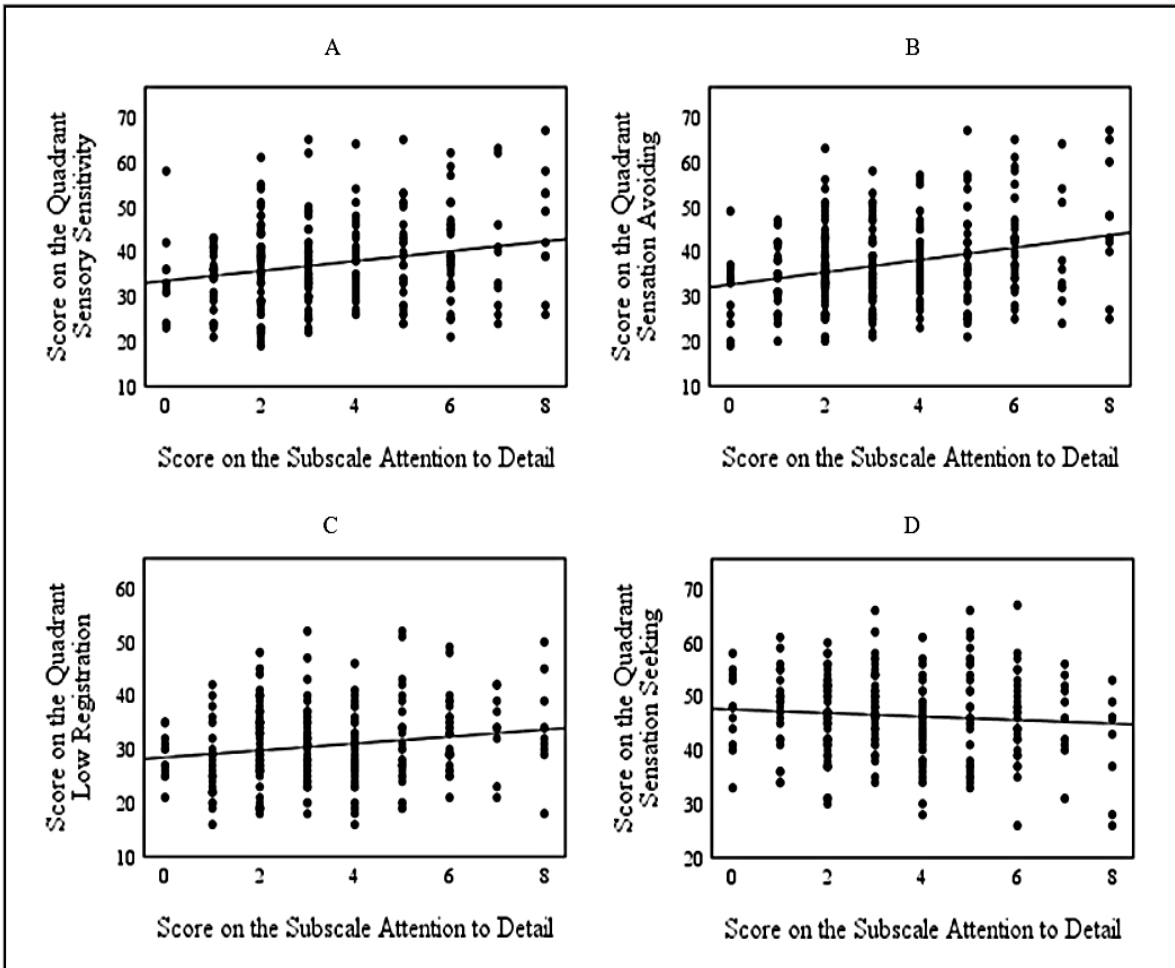 A
Score on the Quadrant
Sensory Sensitivity
70
60
50
40
30
20
10
0 2 4 6 8
Score on the Subscale Attention to Detail
B
Score on the Quadrant
Sensation Avoiding
70
60
50
40
30
20
10
0 2 4 6 8
Score on the Subscale Attention to Detail
C
Score on the Quadrant
Low Registration
60
50
40
30
20
10
0 2 4 6 8
Score on the Subscale Attention to Detail
D
Score on the Quadrant
Sensation Seeking
70
60
50
40
30
20
0 2 4 6 8
Score on the Subscale Attention to Detail